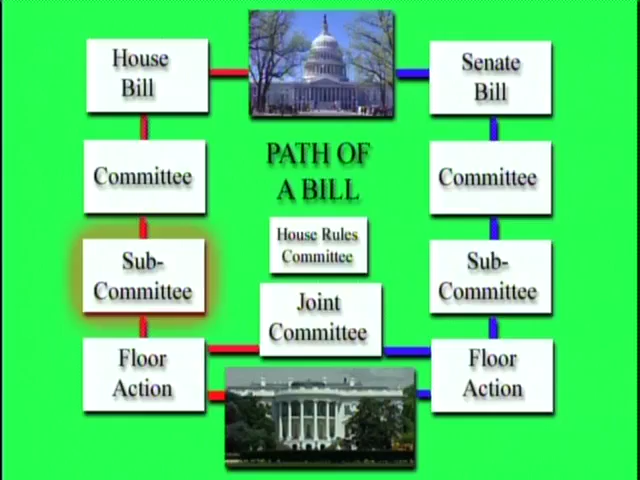 House
Bill
Senate
Bill
PATH OF
A BILL
Committee
Committee
House Rules
Committee
Sub-
Committee
Sub-
Committee
Joint
Committee
Floor
Action
Floor
Action